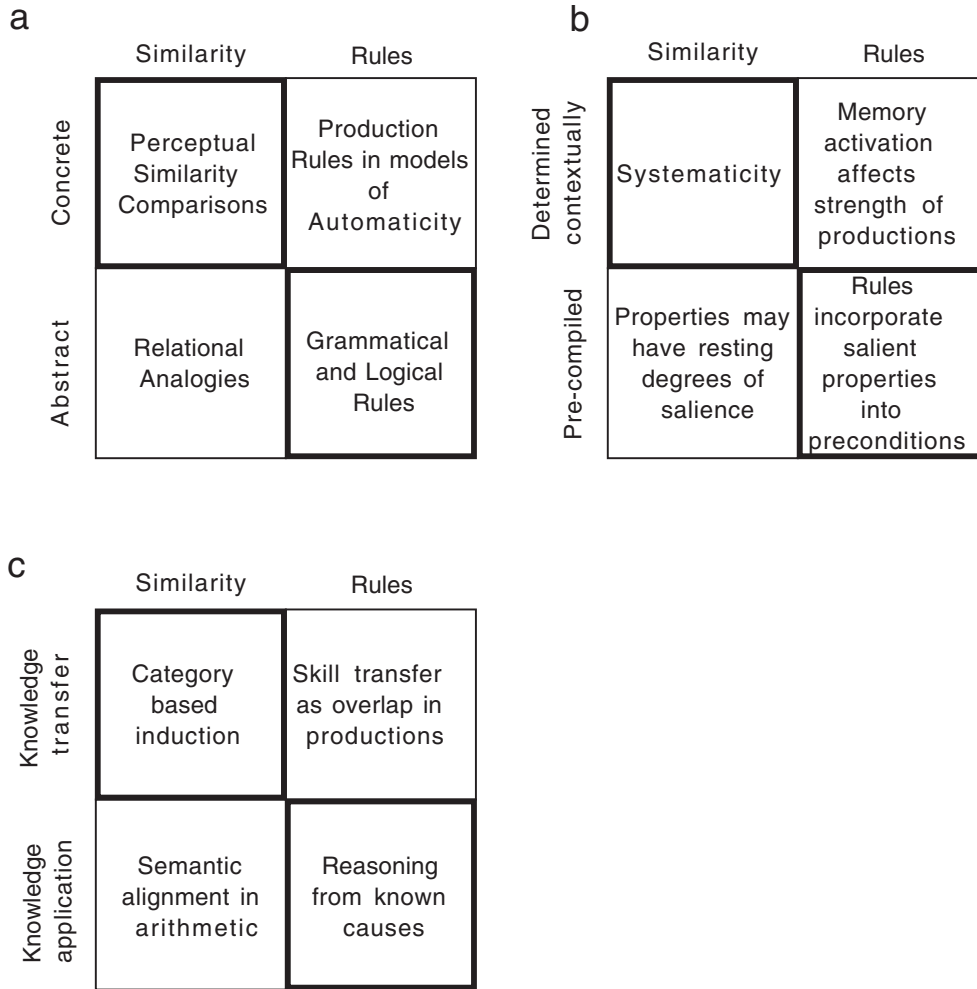 a
Similarity
Rules
Concrete
Perceptual
Similarity
Comparisons
Production
Rules in models
of
Automaticity
Abstract
Relational
Analogies
Grammatical
and Logical
Rules
b
Similarity
Rules
Determined
contextually
Systematicity
Memory
activation
affects
strength of
productions
Pre-compiled
Properties may
have resting
degrees of
salience
Rules
incorporate
salient
properties
into
preconditions
c
Similarity
Rules
Knowledge
transfer
Category
based
induction
Skill transfer
as overlap in
productions
Knowledge
application
Semantic
alignment in
arithmetic
Reasoning
from known
causes